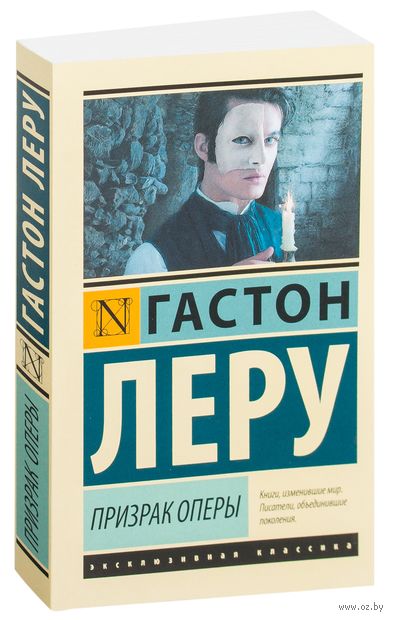 ГАСТОН ЛЕРУ
ПРИЗРАК ОПЕРЫ
N
ГАСТОН
ЛЕРУ
ПРИЗРАК ОПЕРЫ
Книги, изменившие мир.
Писатели, объединившие
поколения.
эксклюзивная классика
www.oz.by